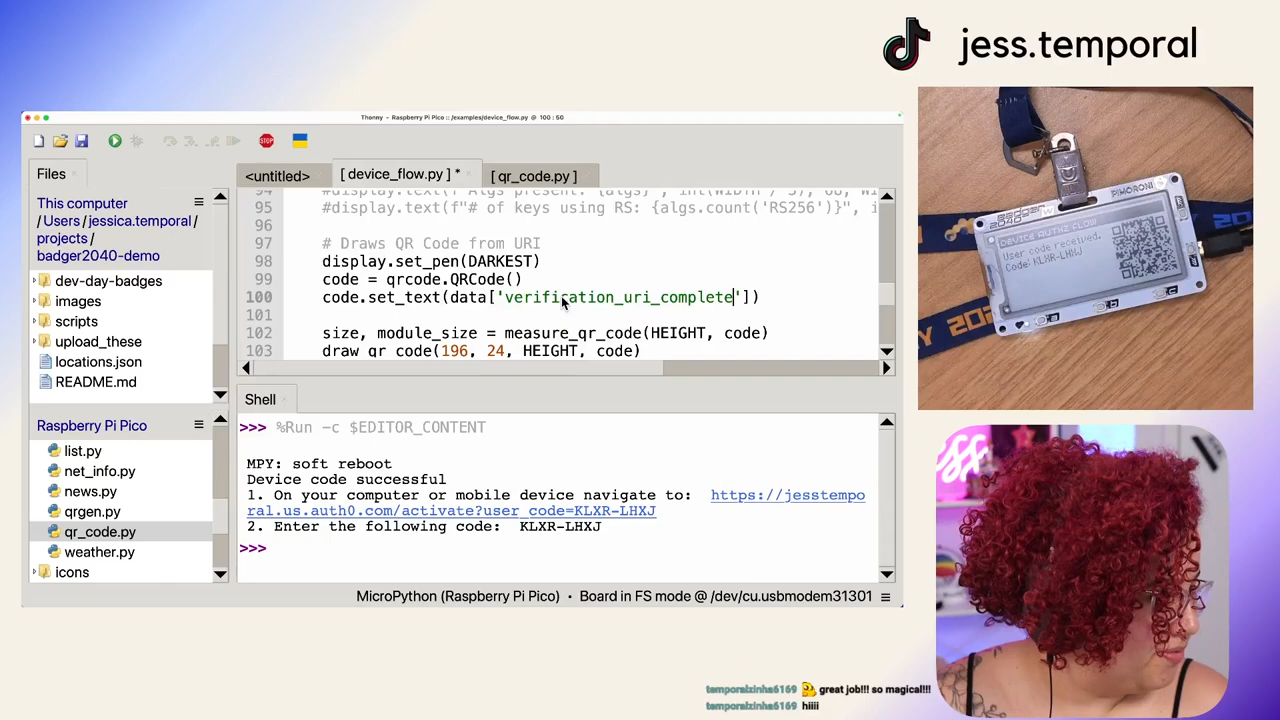 jess.temporal
Thonny - Raspberry Pi Pico :: /examples/device_flow.py @ 100 : 50
Files
This computer
/ Users / jessica.temporal /
projects /
badger2040-demo
dev-day-badges
images
scripts
upload_these
locations.json
README.md
Raspberry Pi Pico
list.py
net_info.py
news.py
qrgen.py
qr_code.py
weather.py
icons
<untitled>
[ device_flow.py ] *
[ qr_code.py ]
95 #display.text(f"# of keys using RS: {algs.count('RS256')}", i
96
97 # Draws QR Code from URI
98 display.set_pen(DARKEST)
99 code = qrcode.QRCode()
100 code.set_text(data['verification_uri_complete'])
101
102 size, module_size = measure_qr_code(HEIGHT, code)
103 draw_qr_code(196, 24, HEIGHT, code)
Shell
>>> %Run -c $EDITOR_CONTENT
MPY: soft reboot
Device code successful
1. On your computer or mobile device navigate to: https://jesstempo
ral.us.auth0.com/activate?user_code=KLXR-LHXJ
2. Enter the following code: KLXR-LHXJ
>>>
MicroPython (Raspberry Pi Pico) • Board in FS mode @ /dev/cu.usbmodem31301
PIMORONI
badger
2040
DEVICE AUTHZ FLOW
User code received.
Code: KLXR-LHXJ
temporalzinha6169 great job!!! so magical!!!
temporalzinha6169 hiiii